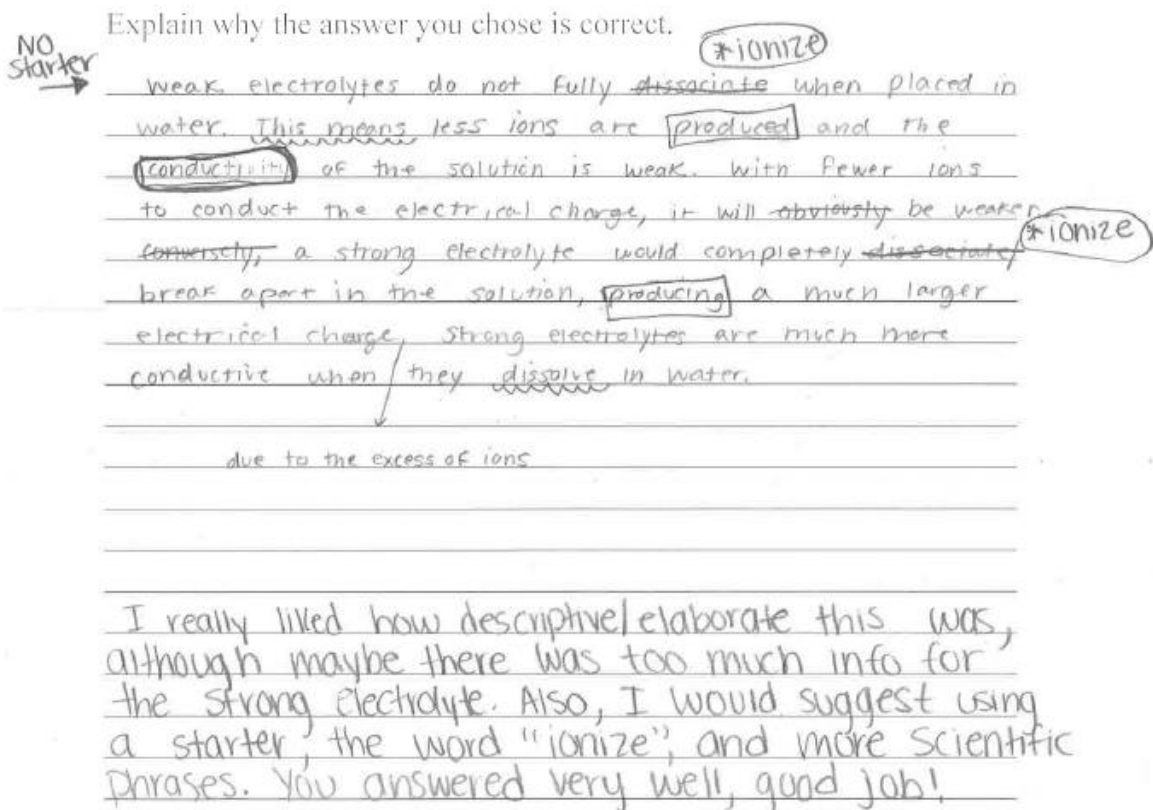 Explain why the answer you chose is correct.
NO
starter
*ionize
Weak electrolytes do not fully dissociate when placed in
water. This means less ions are produced and the
conductivity of the solution is weak. With fewer ions
to conduct the electrical charge, it will obviously be weaker.
*ionize
Conversely, a strong electrolyte would completely dissociate/
break apart in the solution, producing a much larger
electrical charge, Strong electrolytes are much more
conductive when they dissolve in water.
due to the excess of ions
I really liked how descriptive/elaborate this was,
although maybe there was too much info for
the strong electrolyte. Also, I would suggest using
a starter, the word "ionize", and more scientific
phrases. You answered very well, good job!